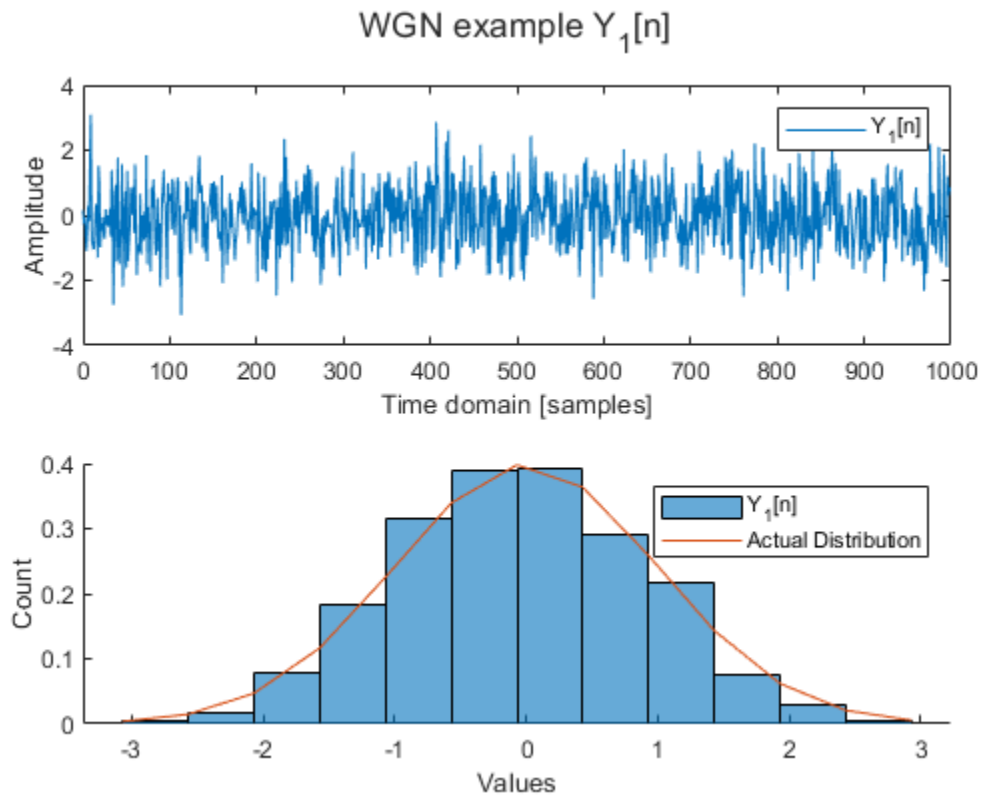 WGN example Y₁[n]
4
2
0
-2
-4
Amplitude
Y₁[n]
0 100 200 300 400 500 600 700 800 900 1000
Time domain [samples]
0.4
0.3
0.2
0.1
0
Count
Y₁[n]
Actual Distribution
-3 -2 -1 0 1 2 3
Values